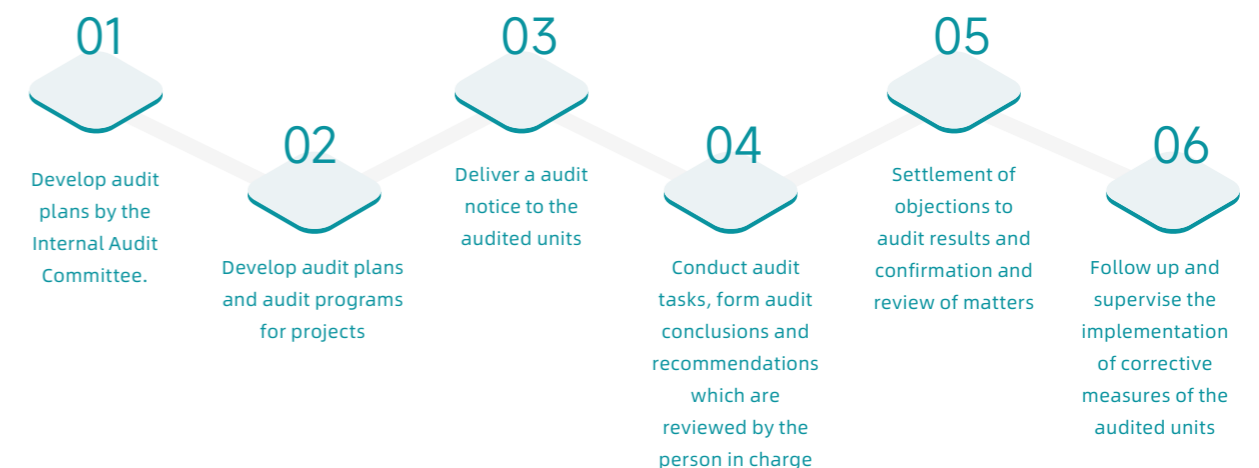 01
Develop audit
plans by the
Internal Audit
Committee.
02
Develop audit plans
and audit programs
for projects
03
Deliver a audit
notice to the
audited units
04
Conduct audit
tasks, form audit
conclusions and
recommendations
which are
reviewed by the
person in charge
05
Settlement of
objections to
audit results and
confirmation and
review of matters
06
Follow up and
supervise the
implementation
of corrective
measures of the
audited units